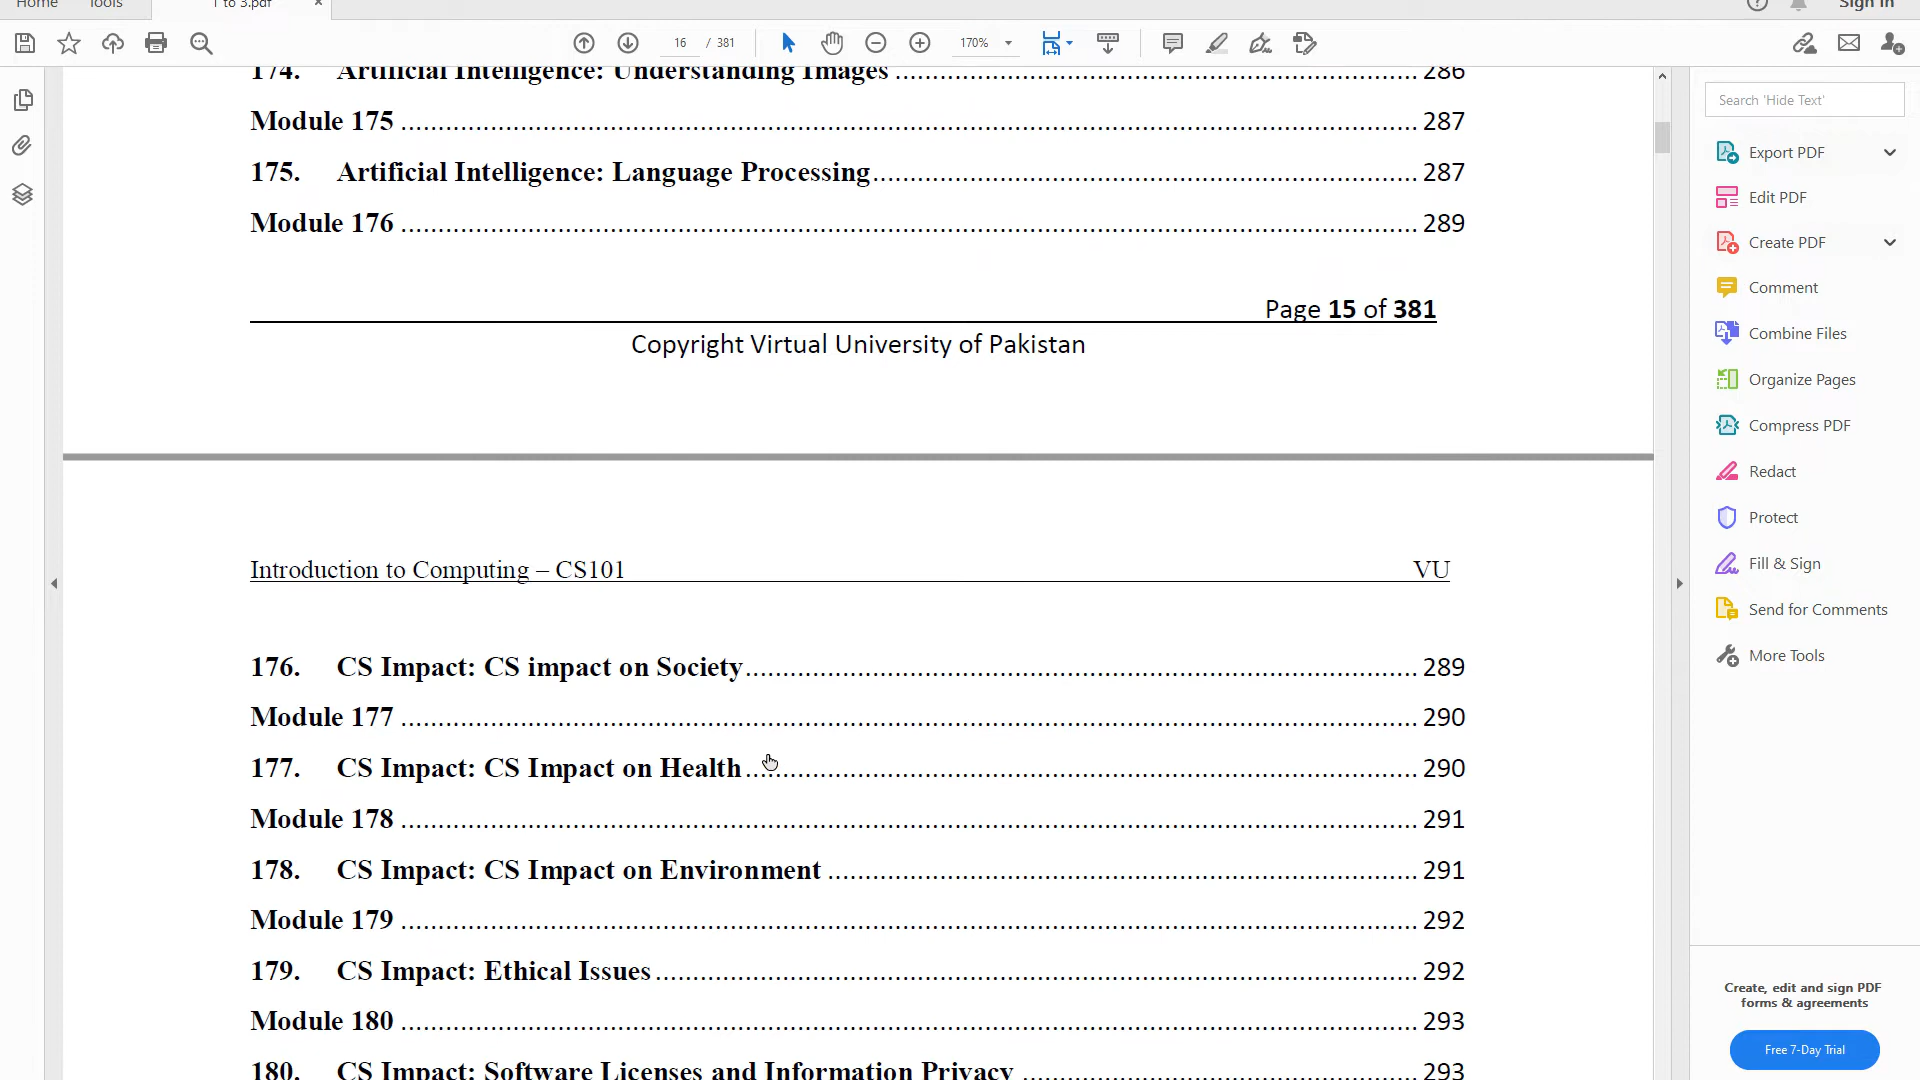 Home Tools 1 to 3.pdf × Sign In
16 / 381 170%
174. Artificial Intelligence: Understanding Images 286
Module 175 287
175. Artificial Intelligence: Language Processing 287
Module 176 289
Page 15 of 381
Copyright Virtual University of Pakistan
Introduction to Computing – CS101 VU
176. CS Impact: CS impact on Society 289
Module 177 290
177. CS Impact: CS Impact on Health 290
Module 178 291
178. CS Impact: CS Impact on Environment 291
Module 179 292
179. CS Impact: Ethical Issues 292
Module 180 293
180. CS Impact: Software Licenses and Information Privacy 293
Search 'Hide Text'
Export PDF
Edit PDF
Create PDF
Comment
Combine Files
Organize Pages
Compress PDF
Redact
Protect
Fill & Sign
Send for Comments
More Tools
Create, edit and sign PDF
forms & agreements
Free 7-Day Trial